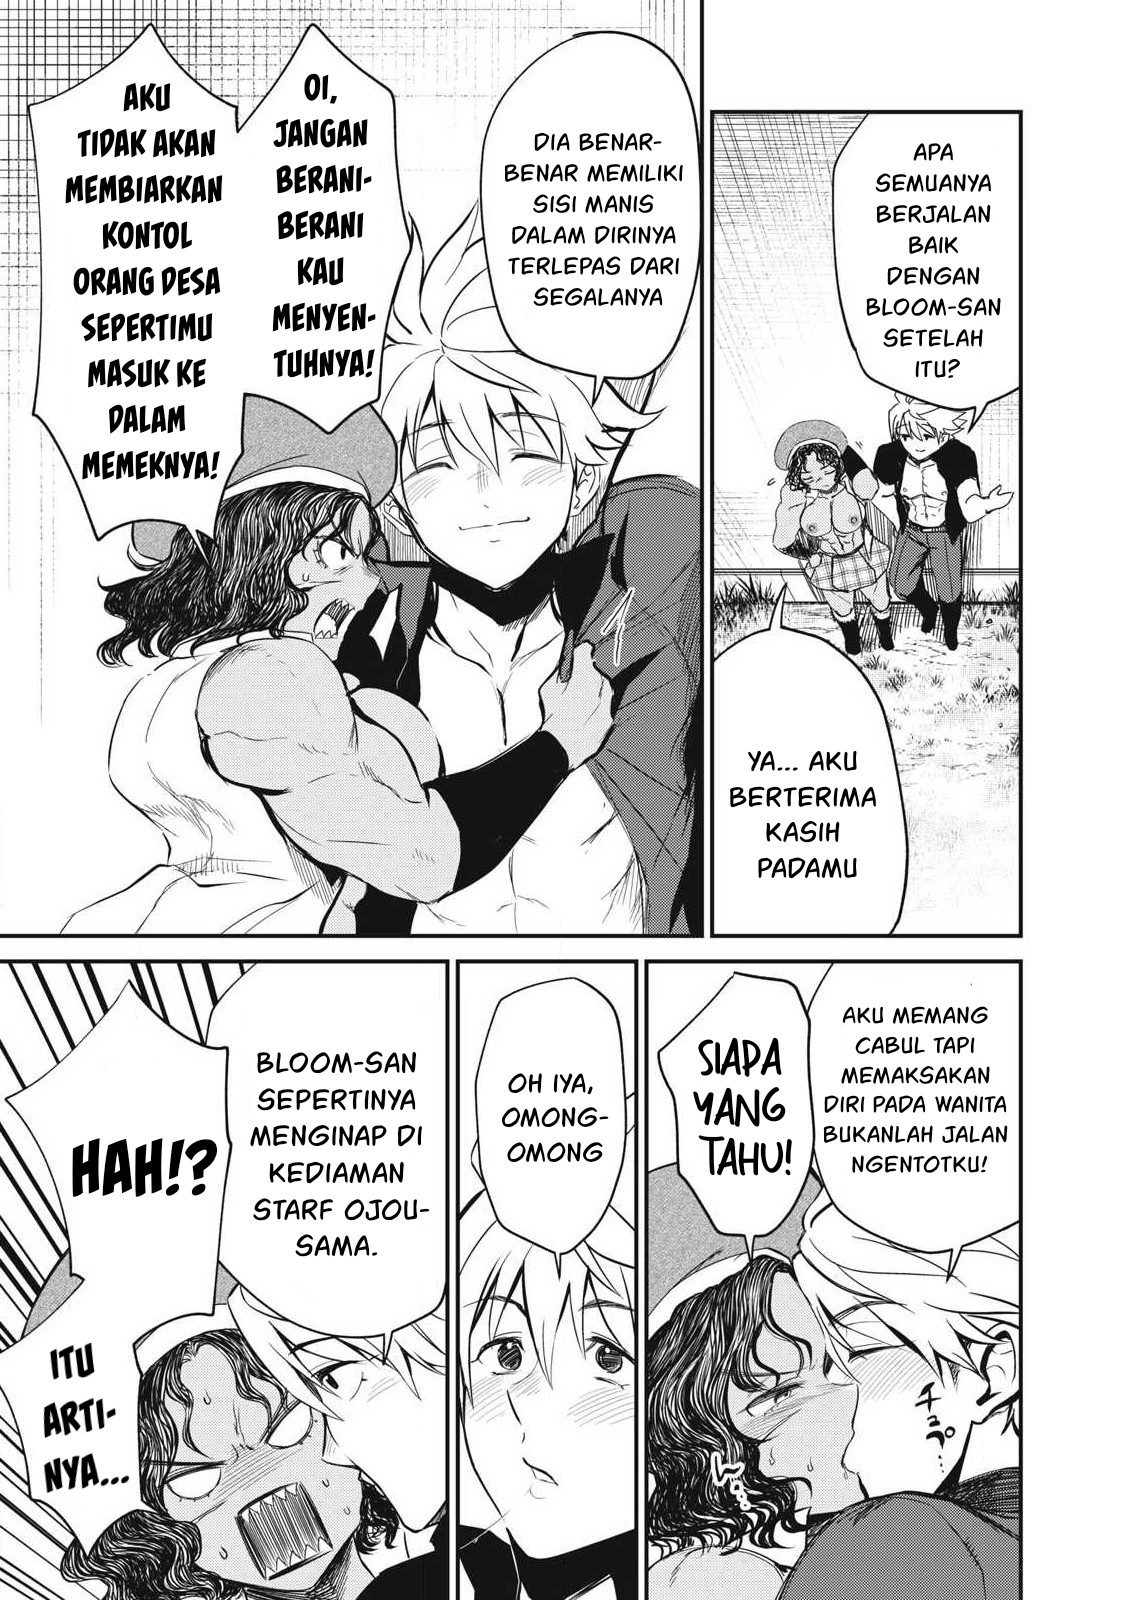 APA
SEMUANYA
BERJALAN
BAIK
DENGAN
BLOOM-SAN
SETELAH
ITU?
YA... AKU
BERTERIMA
KASIH
PADAMU
DIA BENAR-
BENAR MEMILIKI
SISI MANIS
DALAM DIRINYA
TERLEPAS DARI
SEGALANYA
OI,
JANGAN
BERANI-
BERANI
KAU
MENYEN-
TUHNYA!
AKU
TIDAK AKAN
MEMBIARKAN
KONTOL
ORANG DESA
SEPERTIMU
MASUK KE
DALAM
MEMEKNYA!
AKU MEMANG
CABUL TAPI
MEMAKSAKAN
DIRI PADA WANITA
BUKANLAH JALAN
NGENTOTKU!
SIAPA
YANG
TAHU!
チュプ
OH IYA,
OMONG-
OMONG
BLOOM-SAN
SEPERTINYA
MENGINAP DI
KEDIAMAN
STARF OJOU-
SAMA.
HAH!?
ITU
ARTI-
NYA...